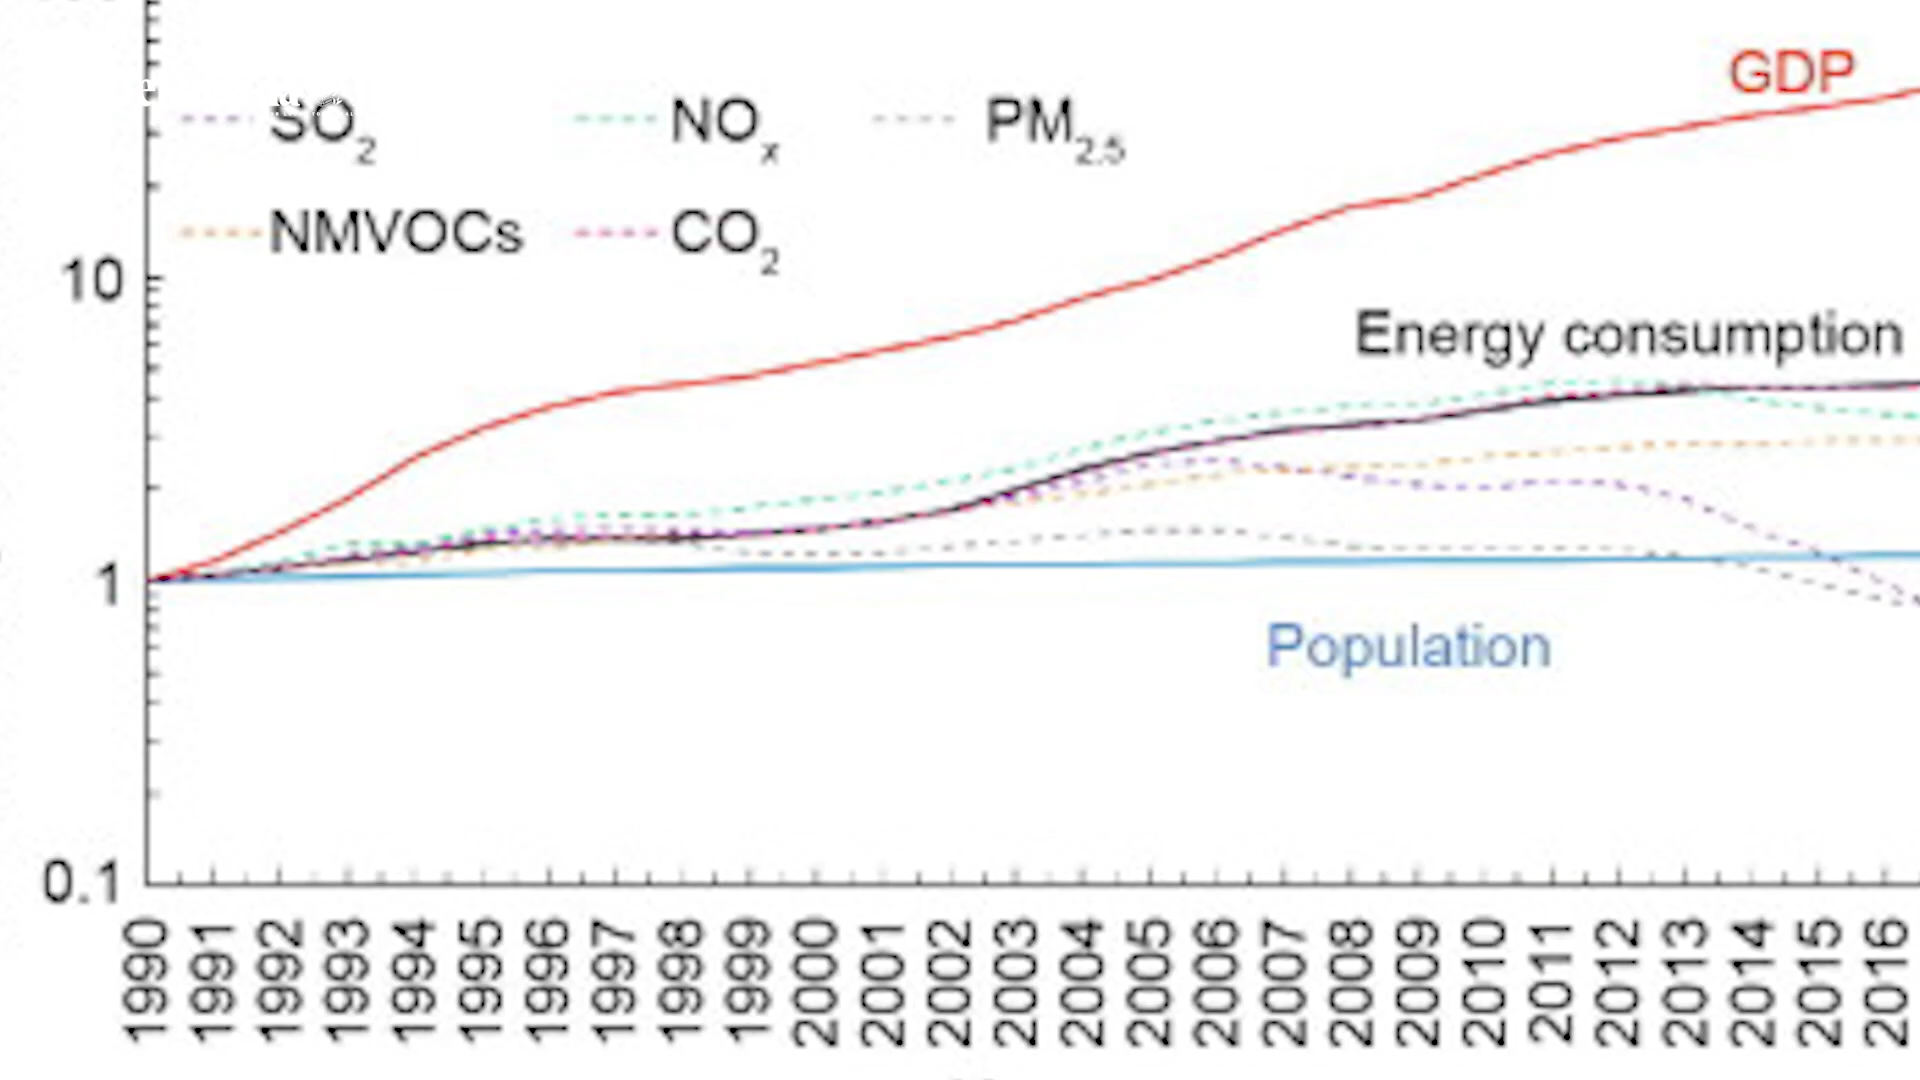 GDP
SO2 NOx PM2.5
NMVOCs CO2
10
Energy consumption
1
Population
0.1
1990 1991 1992 1993 1994 1995 1996 1997 1998 1999 2000 2001 2002 2003 2004 2005 2006 2007 2008 2009 2010 2011 2012 2013 2014 2015 2016